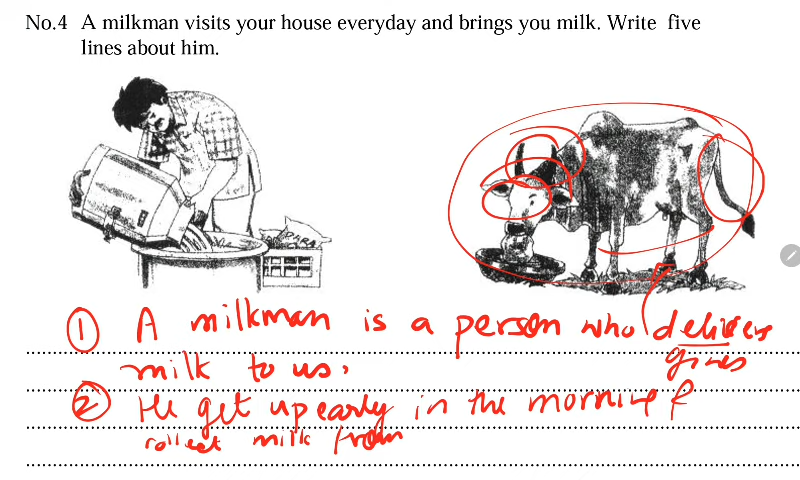 No.4 A milkman visits your house everyday and brings you milk. Write five
lines about him.
PARA
① A milkman is a person who delivers
milk to us.
gives
② He get up early in the morning &
collect milk from